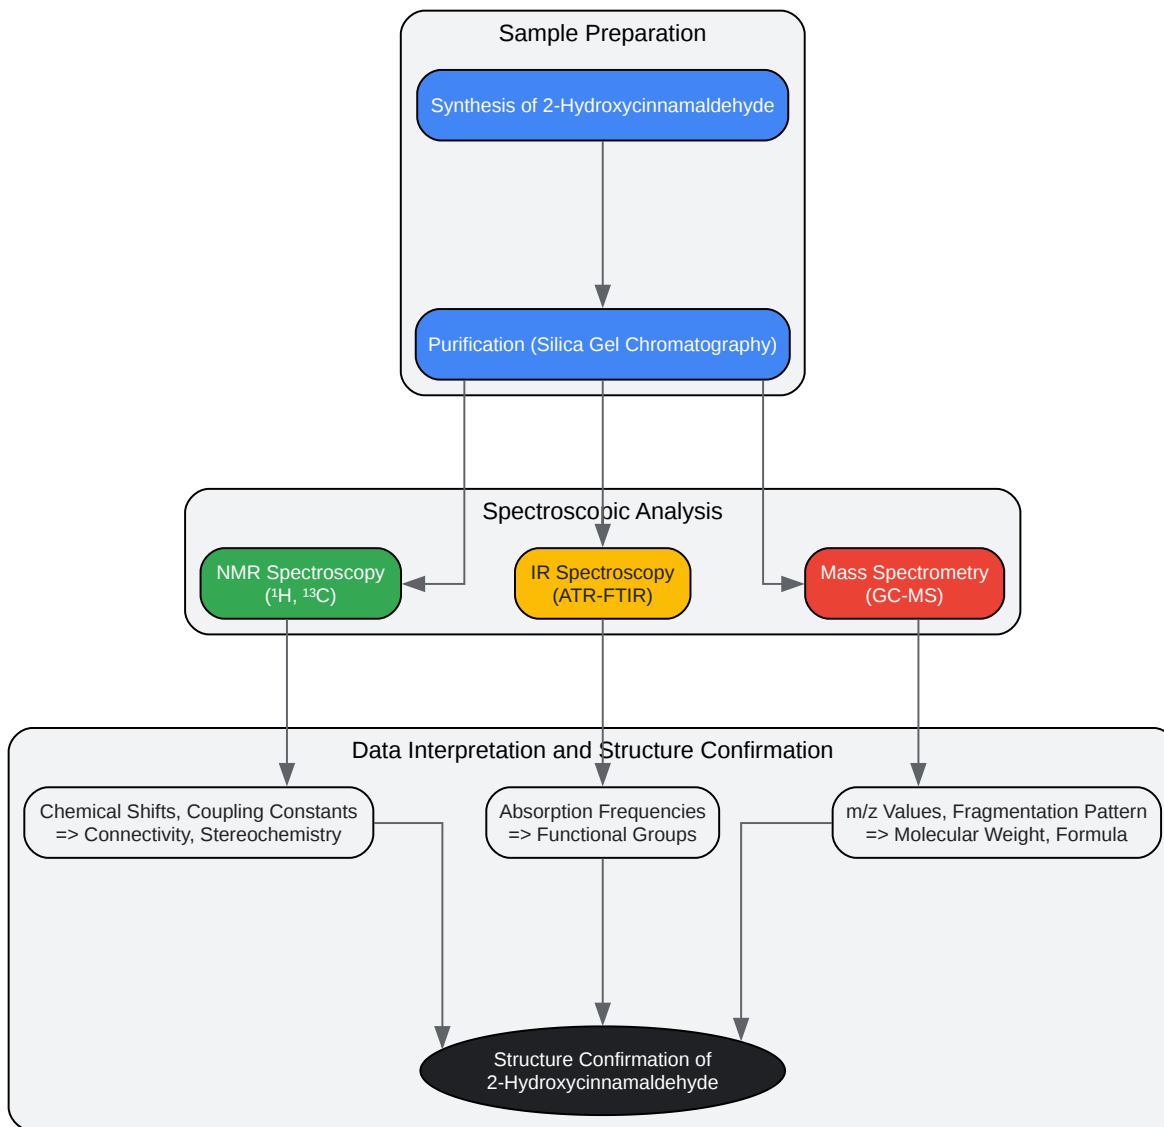 Sample Preparation
Synthesis of 2-Hydroxycinnamaldehyde
Purification (Silica Gel Chromatography)
Spectroscopic Analysis
NMR Spectroscopy
(¹H, ¹³C)
IR Spectroscopy
(ATR-FTIR)
Mass Spectrometry
(GC-MS)
Data Interpretation and Structure Confirmation
Chemical Shifts, Coupling Constants
=> Connectivity, Stereochemistry
Absorption Frequencies
=> Functional Groups
m/z Values, Fragmentation Pattern
=> Molecular Weight, Formula
Structure Confirmation of
2-Hydroxycinnamaldehyde